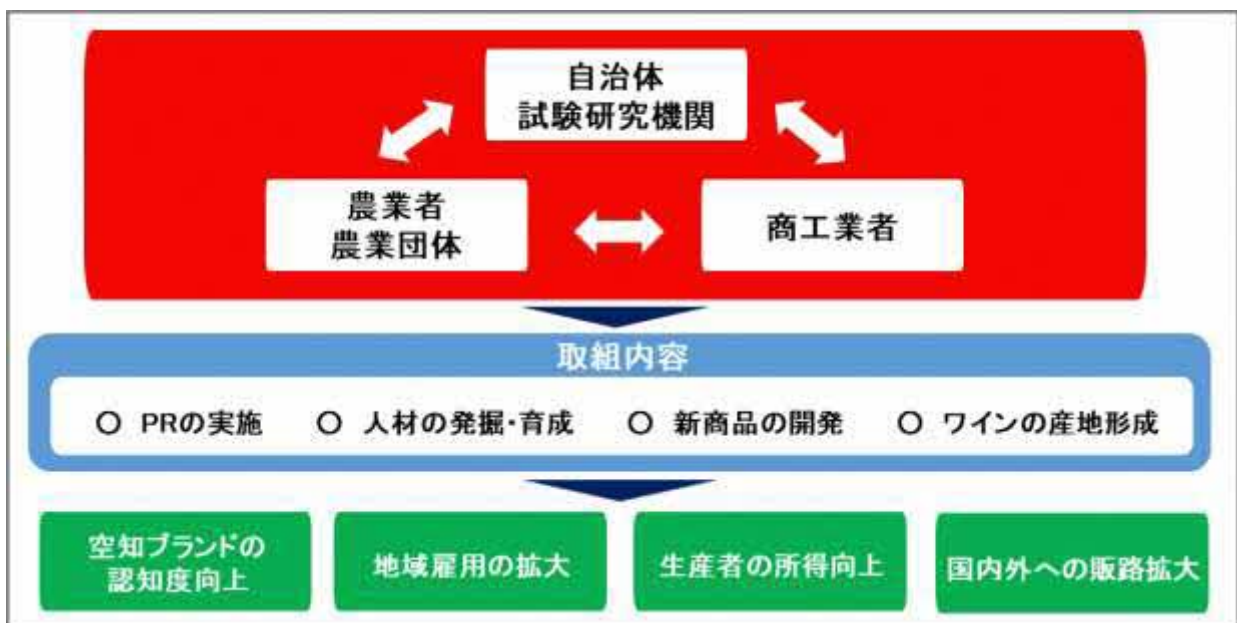 自治体
試験研究機関
農業者
農業団体
商工業者
取組内容
○ PRの実施 ○ 人材の発掘・育成 ○ 新商品の開発 ○ ワインの産地形成
空知ブランドの
認知度向上
地域雇用の拡大
生産者の所得向上
国内外への販路拡大